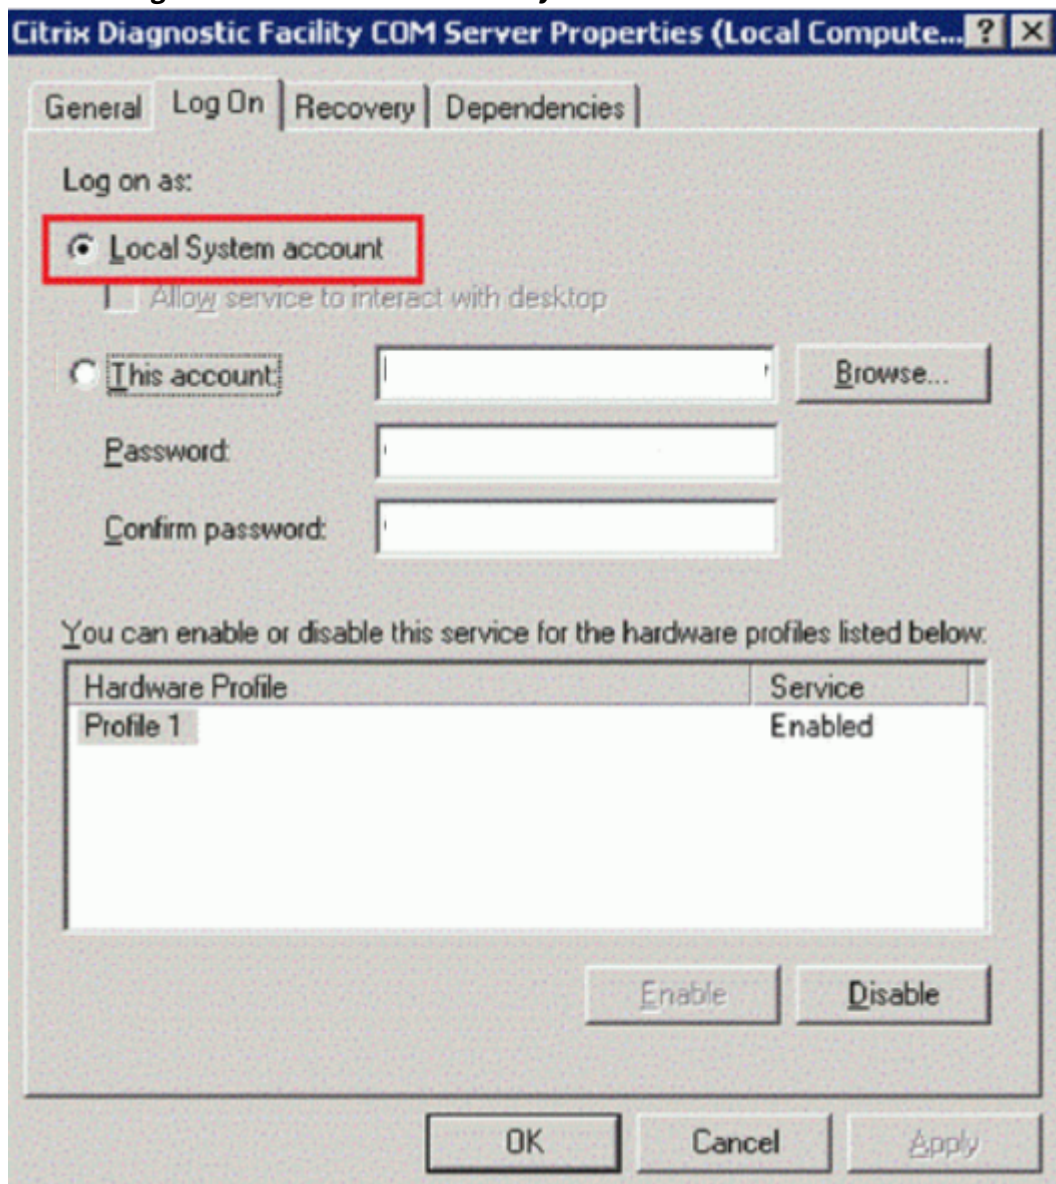 Citrix Diagnostic Facility COM Server Properties (Local Compute...
General Log On Recovery Dependencies
Log on as:
Local System account
Allow service to interact with desktop
This account:
Browse...
Password:
Confirm password:
You can enable or disable this service for the hardware profiles listed below:
Hardware Profile Service
Profile 1 Enabled
Enable Disable
OK Cancel Apply